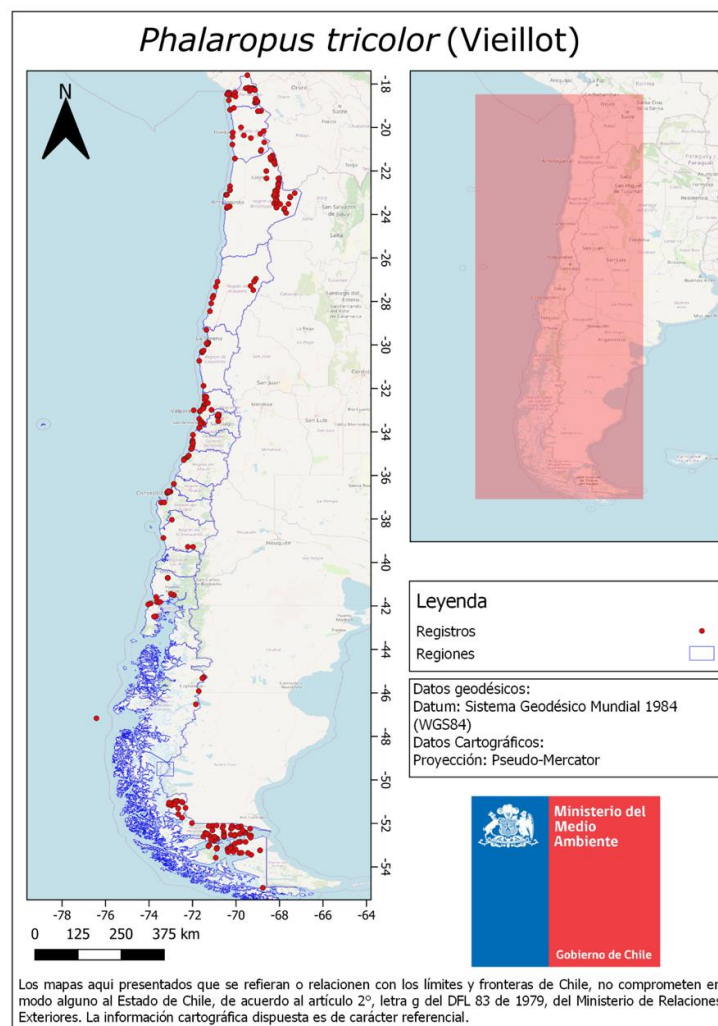 Phalaropus tricolor (Vieillot)
N
-18
-20
-22
-24
-26
-28
-30
-32
-34
-36
-38
-40
-42
-44
-46
-48
-50
-52
-54
-78
-76
-74
-72
-70
-68
-66
-64
0 125 250 375 km
Leyenda
Registros
Regiones
Datos geodésicos:
Datum: Sistema Geodésico Mundial 1984
(WGS84)
Datos Cartográficos:
Proyección: Pseudo-Mercator
Ministerio del
Medio
Ambiente
Gobierno de Chile
Los mapas aqui presentados que se refieran o relacionen con los límites y fronteras de Chile, no comprometen en
modo alguno al Estado de Chile, de acuerdo al artículo 2°, letra g del DFL 83 de 1979, del Ministerio de Relaciones
Exteriores. La información cartográfica dispuesta es de carácter referencial.